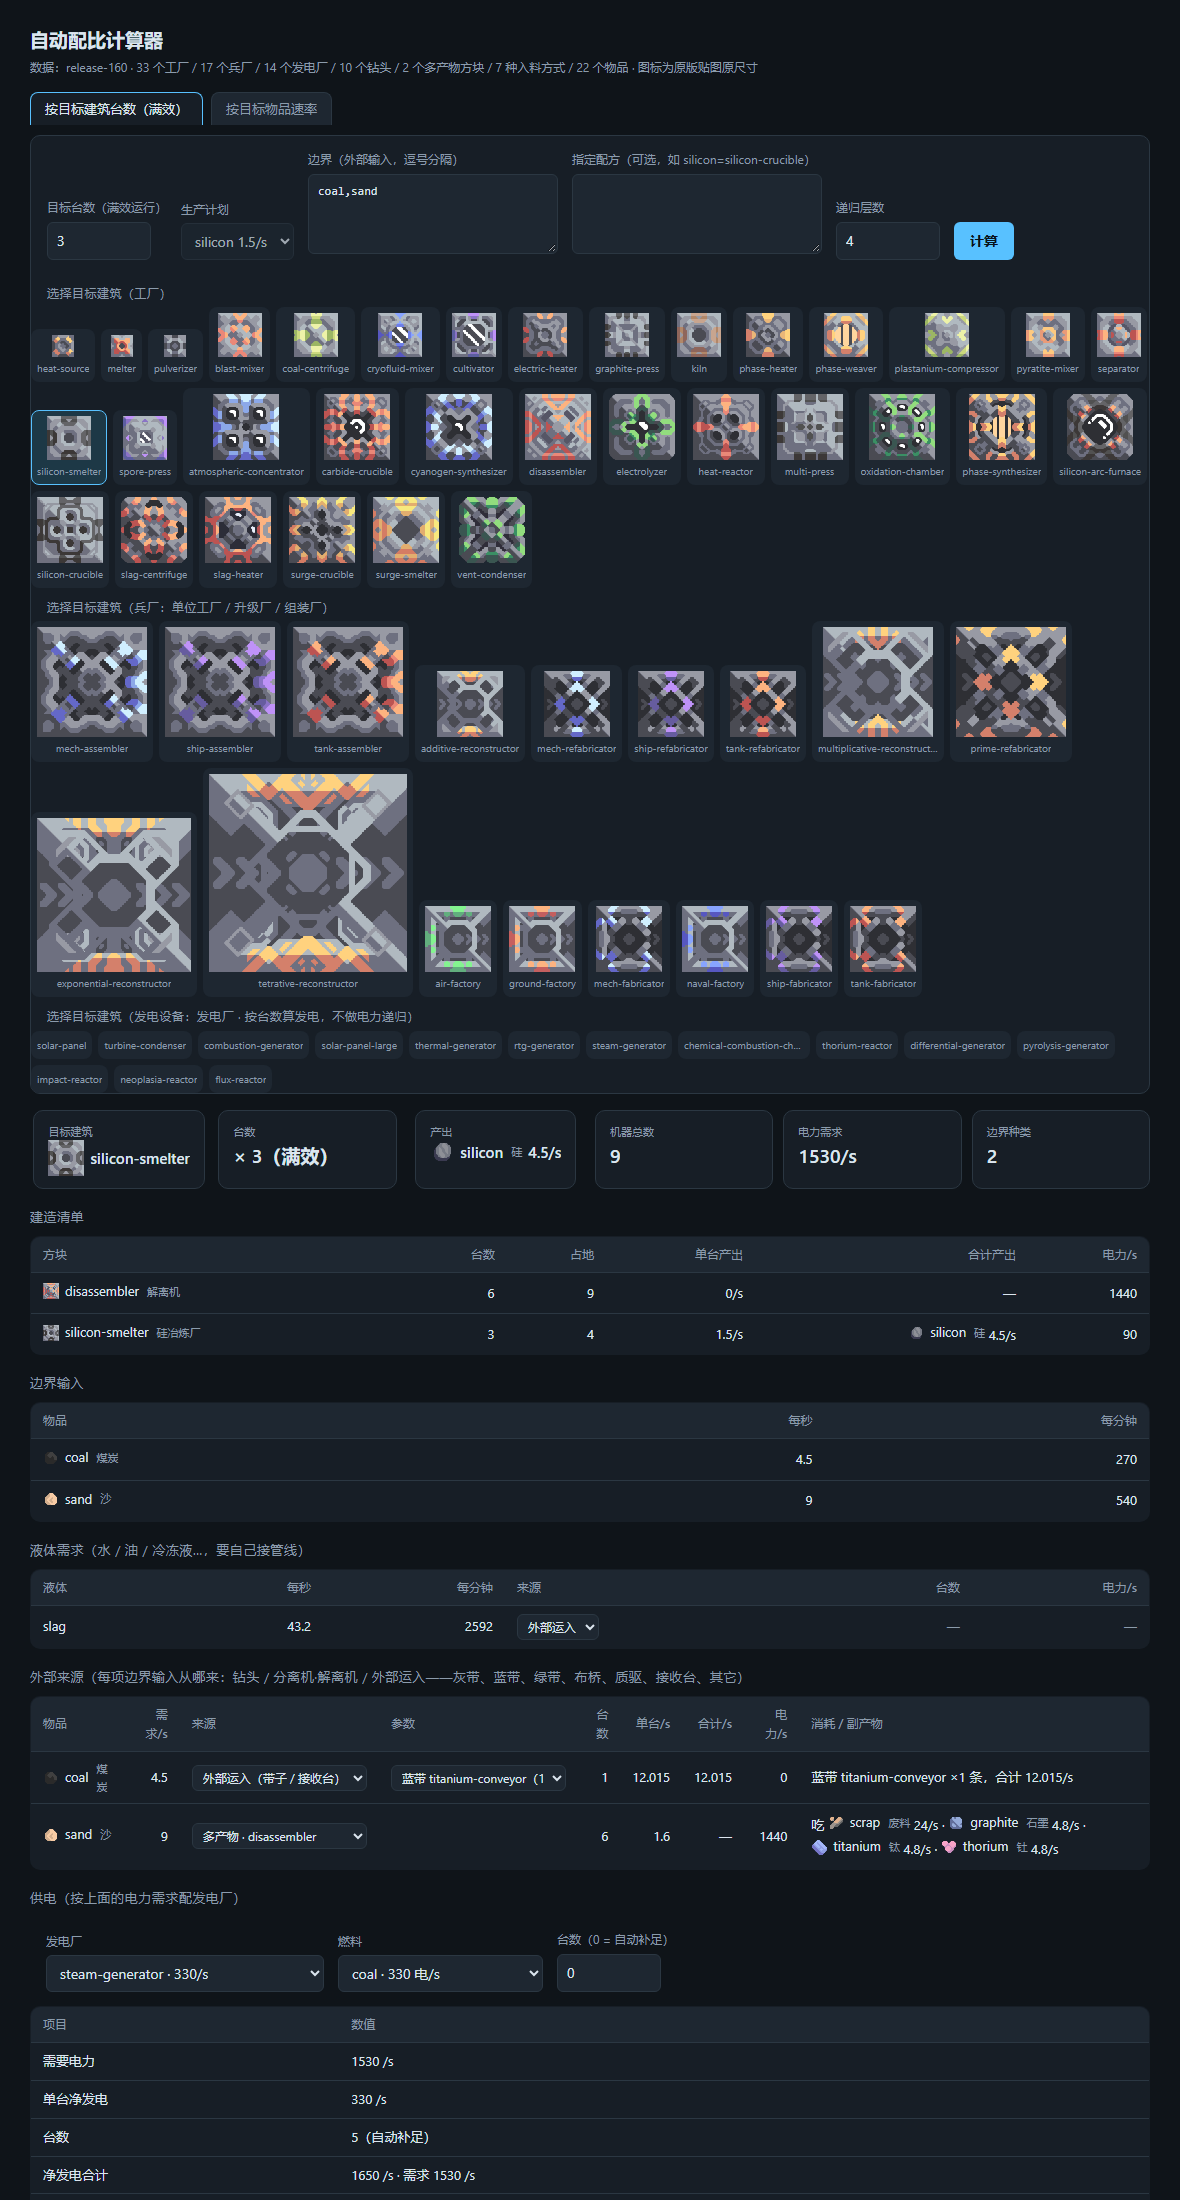 自动配比计算器
数据：release-160 · 33 个工厂 / 17 个兵厂 / 14 个发电厂 / 10 个钻头 / 2 个多产物方块 / 7 种入料方式 / 22 个物品 · 图标为原版贴图原尺寸
按目标建筑台数（满效） 按目标物品速率
边界（外部输入，逗号分隔） 指定配方（可选，如 silicon=silicon-crucible）
目标台数（满效运行） 生产计划 递归层数
3 silicon 1.5/s coal,sand 4 计算
选择目标建筑（工厂）
heat-source melter pulverizer blast-mixer coal-centrifuge cryofluid-mixer cultivator electric-heater graphite-press kiln phase-heater phase-weaver plastanium-compressor pyratite-mixer separator
silicon-smelter spore-press atmospheric-concentrator carbide-crucible cyanogen-synthesizer disassembler electrolyzer heat-reactor multi-press oxidation-chamber phase-synthesizer silicon-arc-furnace
silicon-crucible slag-centrifuge slag-heater surge-crucible surge-smelter vent-condenser
选择目标建筑（兵厂：单位工厂 / 升级厂 / 组装厂）
mech-assembler ship-assembler tank-assembler additive-reconstructor mech-refabricator ship-refabricator tank-refabricator multiplicative-reconstruct... prime-refabricator
exponential-reconstructor tetrative-reconstructor air-factory ground-factory mech-fabricator naval-factory ship-fabricator tank-fabricator
选择目标建筑（发电设备：发电厂 · 按台数算发电，不做电力递归）
solar-panel turbine-condenser combustion-generator solar-panel-large thermal-generator rtg-generator steam-generator chemical-combustion-ch... thorium-reactor differential-generator pyrolysis-generator
impact-reactor neoplasia-reactor flux-reactor
目标建筑 台数 产出 机器总数 电力需求 边界种类
silicon-smelter × 3（满效） silicon 硅 4.5/s 9 1530/s 2
建造清单
方块 台数 占地 单台产出 合计产出 电力/s
disassembler 解离机 6 9 0/s — 1440
silicon-smelter 硅冶炼厂 3 4 1.5/s silicon 硅 4.5/s 90
边界输入
物品 每秒 每分钟
coal 煤炭 4.5 270
sand 沙 9 540
液体需求（水 / 油 / 冷冻液...，要自己接管线）
液体 每秒 每分钟 来源 台数 电力/s
slag 43.2 2592 外部运入 — —
外部来源（每项边界输入从哪来：钻头 / 分离机·解离机 / 外部运入——灰带、蓝带、绿带、布桥、质驱、接收台、其它）
物品 需求/s 来源 参数 台数 单台/s 合计/s 电力/s 消耗 / 副产物
coal 煤炭 4.5 外部运入（带子 / 接收台） 蓝带 titanium-conveyor（1 1 12.015 12.015 0 蓝带 titanium-conveyor ×1 条，合计 12.015/s
sand 沙 9 多产物 · disassembler 6 1.6 — 1440 吃 scrap 废料 24/s · graphite 石墨 4.8/s ·
titanium 钛 4.8/s · thorium 钍 4.8/s
供电（按上面的电力需求配发电厂）
发电厂 燃料 台数（0 = 自动补足）
steam-generator · 330/s coal · 330 电/s 0
项目 数值
需要电力 1530 /s
单台净发电 330 /s
台数 5（自动补足）
净发电合计 1650 /s · 需求 1530 /s